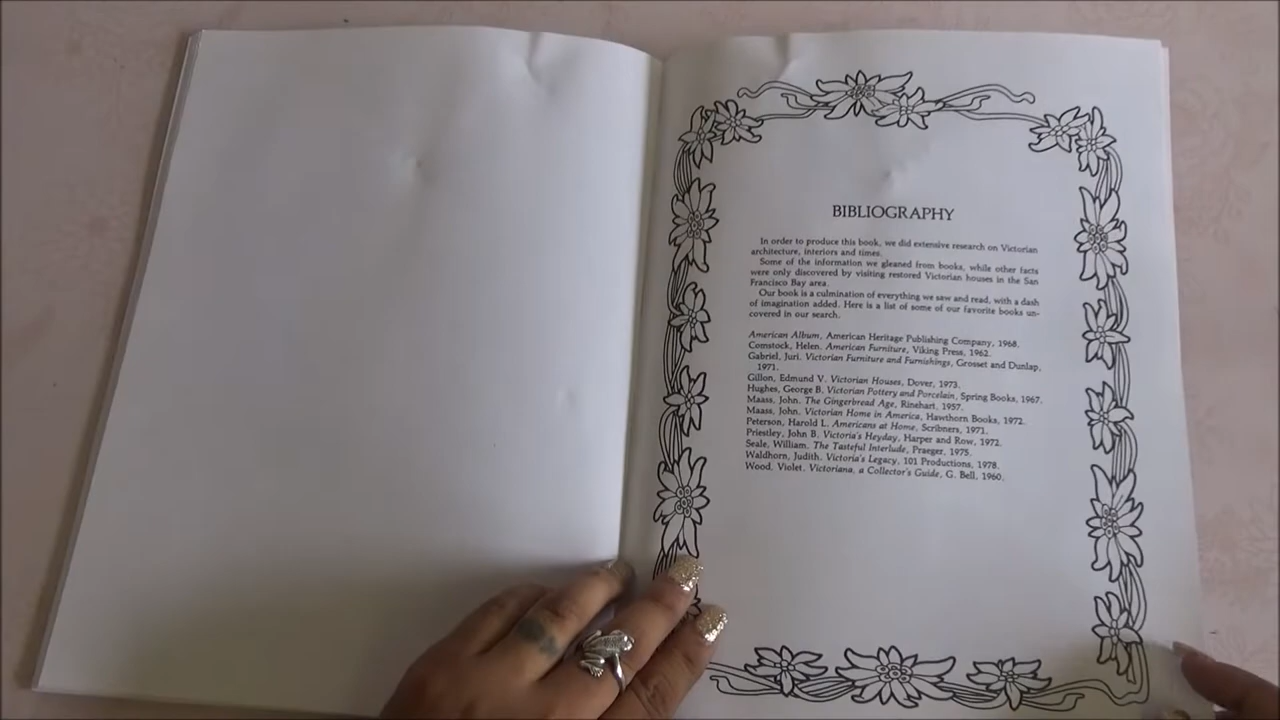 BIBLIOGRAPHY
In order to produce this book, we did extensive research on Victorian
architecture, interiors and times.
Some of the information we gleaned from books, while other facts
were only discovered by visiting restored Victorian houses in the San
Francisco Bay area.
Our book is a culmination of everything we saw and read, with a dash
of imagination added. Here is a list of some of our favorite books un-
covered in our search.
American Album, American Heritage Publishing Company, 1968.
Comstock, Helen. American Furniture, Viking Press, 1962.
Gabriel, Juri. Victorian Furniture and Furnishings, Grosset and Dunlap,
1971.
Gillon, Edmund V. Victorian Houses, Dover, 1973.
Hughes, George B. Victorian Pottery and Porcelain, Spring Books, 1967.
Maass, John. The Gingerbread Age, Rinehart, 1957.
Maass, John. Victorian Home in America, Hawthorn Books, 1972.
Peterson, Harold L. Americans at Home, Scribners, 1971.
Priestley, John B. Victoria's Heyday, Harper and Row, 1972.
Seale, William. The Tasteful Interlude, Praeger, 1975.
Waldhorn, Judith. Victoria's Legacy, 101 Productions, 1978.
Wood, Violet. Victoriana, a Collector's Guide, G. Bell, 1960.